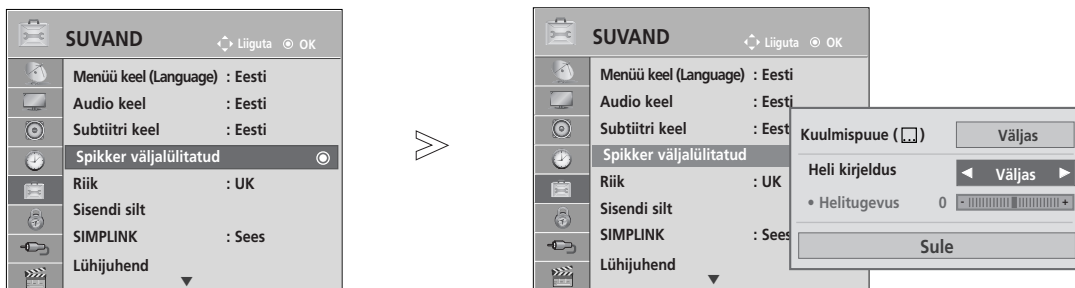 SUVAND Liiguta OK
Menüü keel (Language) : Eesti
Audio keel : Eesti
Subtiitri keel : Eesti
Spikker väljalülitatud
Riik : UK
Sisendi silt
SIMPLINK : Sees
Lühijuhend
SUVAND Liiguta OK
Menüü keel (Language) : Eesti
Audio keel : Eesti
Subtiitri keel : Eest
Spikker väljalülitatud
Riik : UK
Sisendi silt
SIMPLINK : Sees
Lühijuhend
Kuulmispuue ( ) Väljas
Heli kirjeldus ◀ Väljas ▶
• Helitugevus 0 - +
Sule